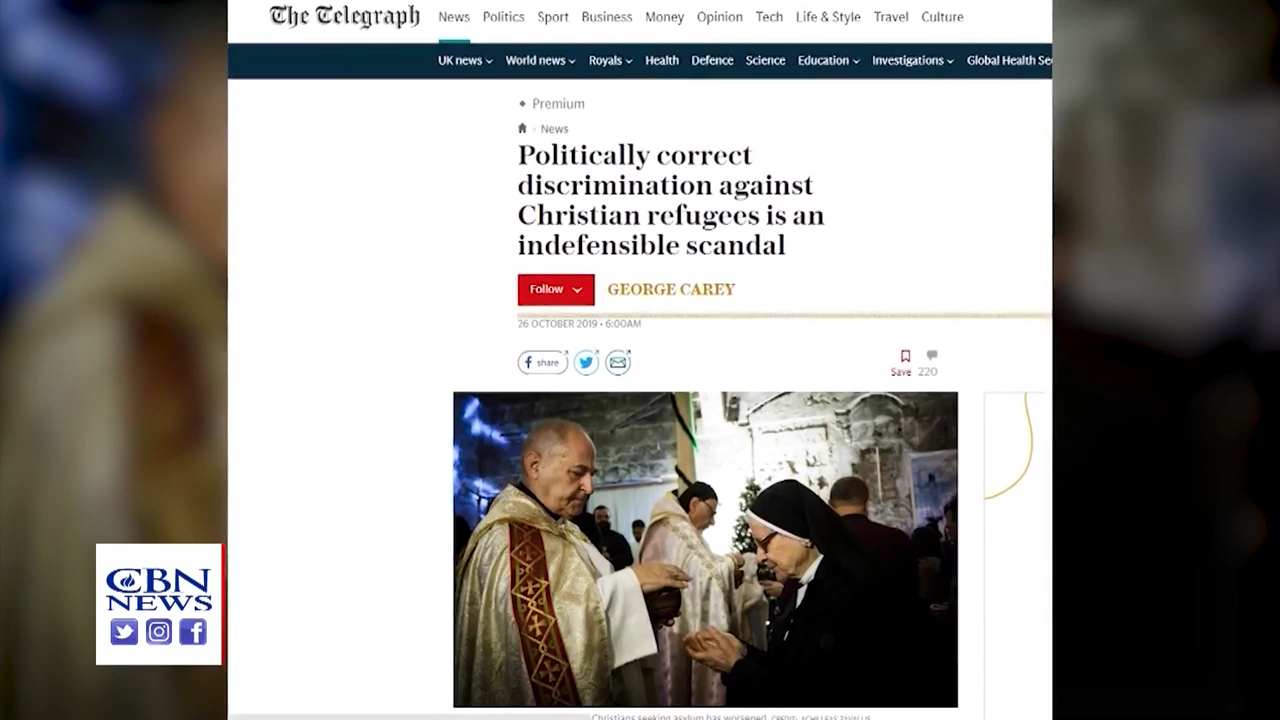 The Telegraph
News Politics Sport Business Money Opinion Tech Life & Style Travel Culture
UK news World news Royals Health Defence Science Education Investigations Global Health Se
Premium
News
Politically correct
discrimination against
Christian refugees is an
indefensible scandal
Follow GEORGE CAREY
26 OCTOBER 2019 • 6:00AM
share
Save 220
CBN
NEWS
Christians seeking asylum has worsened